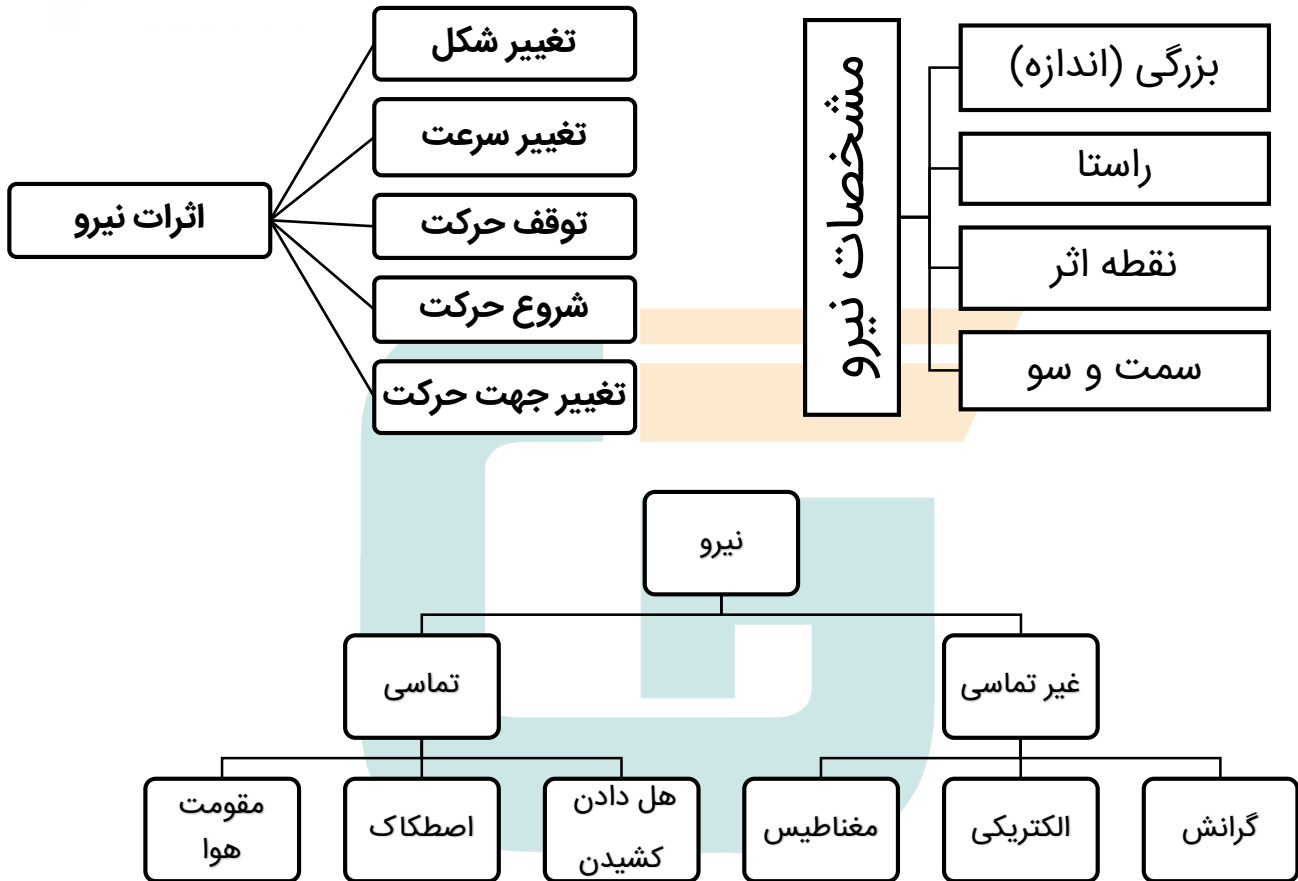 مشخصات نیرو
بزرگی (اندازه)
راستا
نقطه اثر
سمت و سو
اثرات نیرو
تغییر شکل
تغییر سرعت
توقف حرکت
شروع حرکت
تغییر جهت حرکت
نیرو
غیر تماسی
تماسی
گرانش
الکتریکی
مغناطیس
هل دادن
کشیدن
اصطکاک
مقومت
هوا